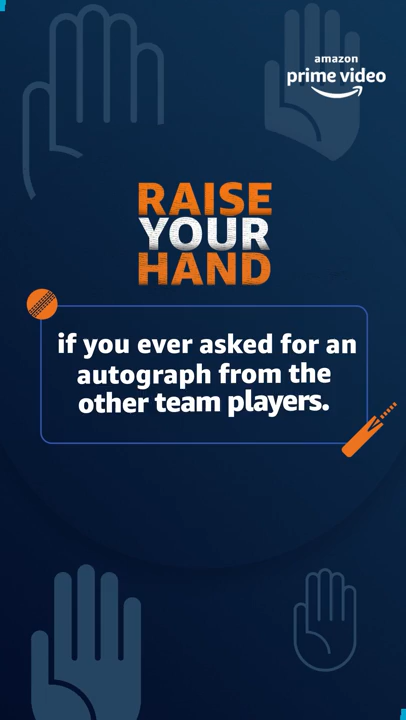 amazon
prime video
RAISE
YOUR
HAND
if you ever asked for an
autograph from the
other team players.